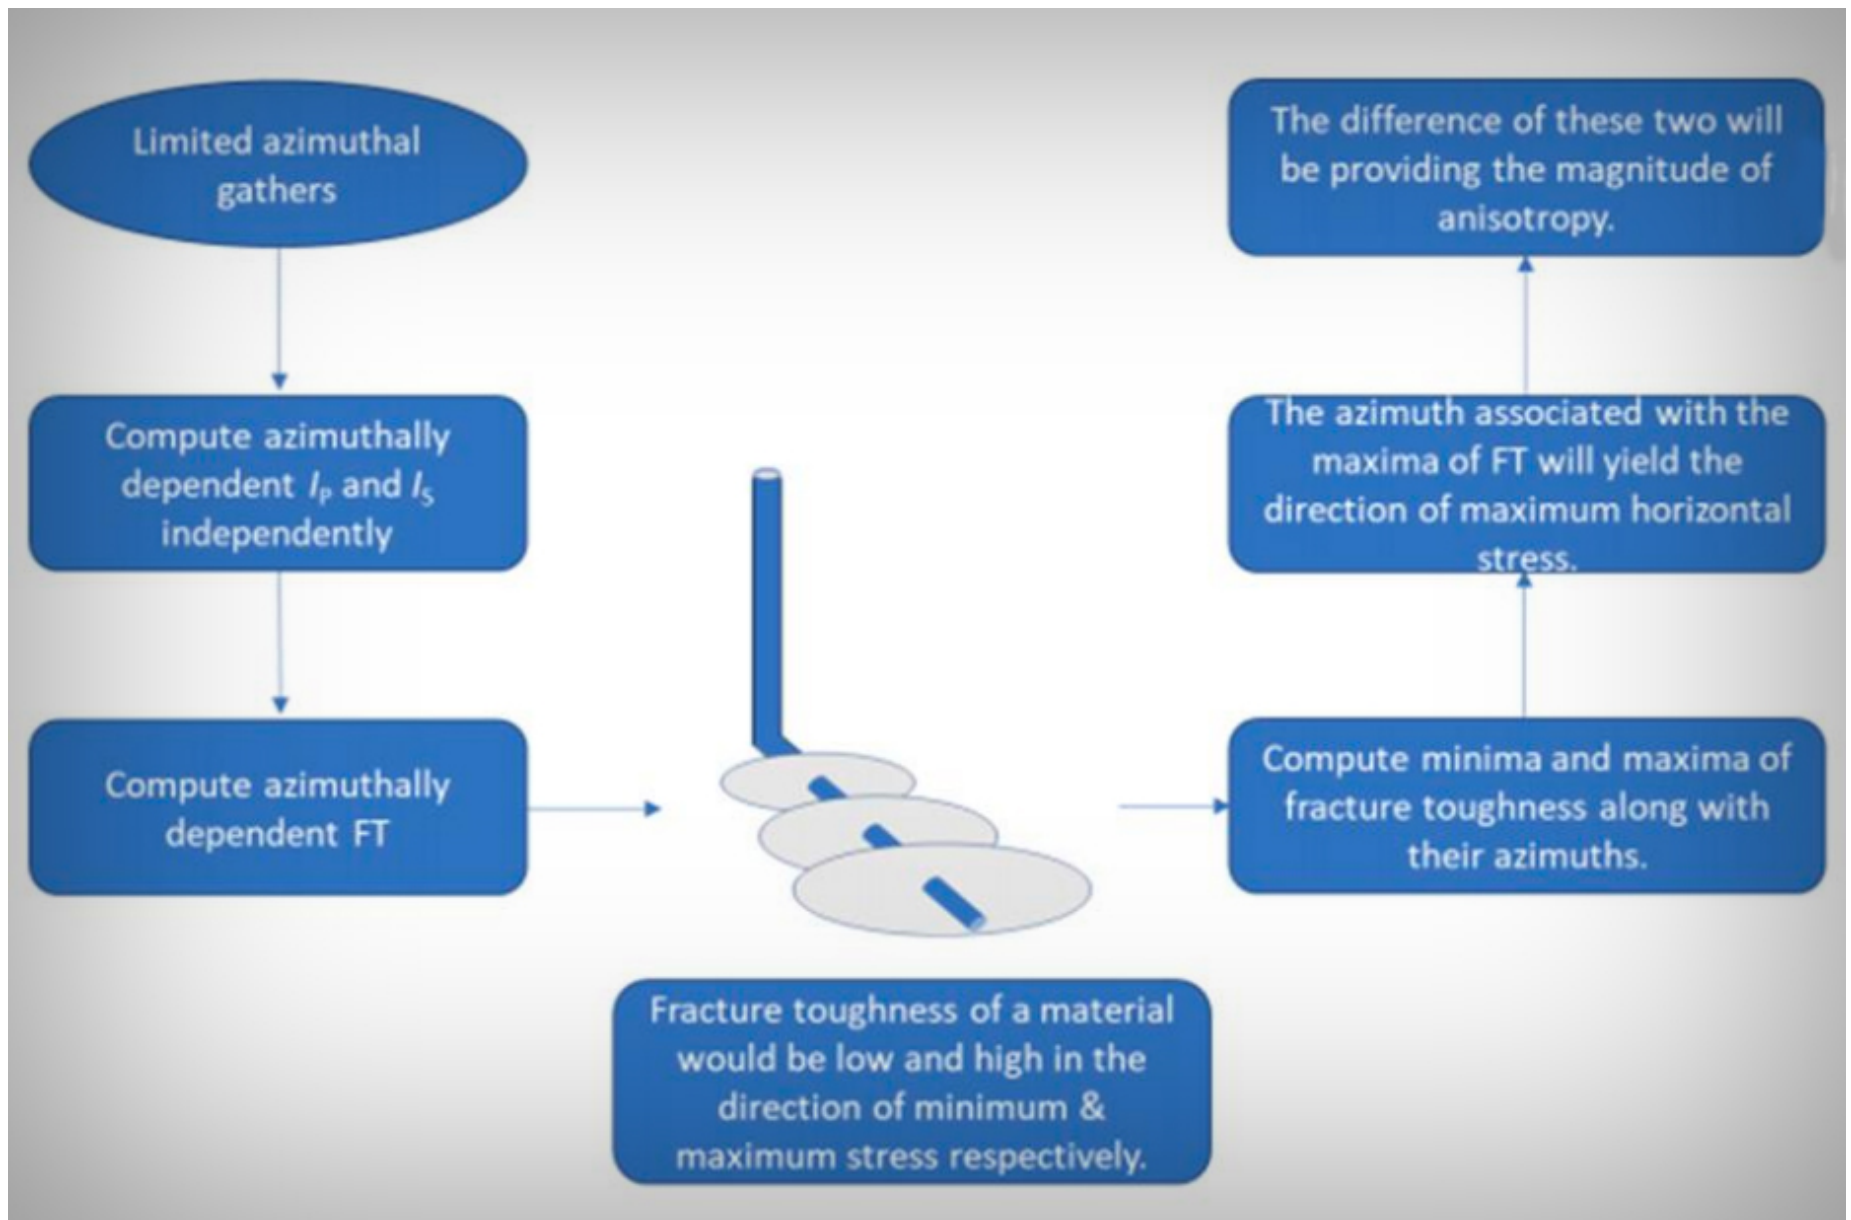 Limited azimuthal
gathers
Compute azimuthally
dependent IP and IS
independently
Compute azimuthally
dependent FT
Fracture toughness of a material
would be low and high in the
direction of minimum &
maximum stress respectively.
Compute minima and maxima of
fracture toughness along with
their azimuths.
The azimuth associated with the
maxima of FT will yield the
direction of maximum horizontal
stress.
The difference of these two will
be providing the magnitude of
anisotropy.